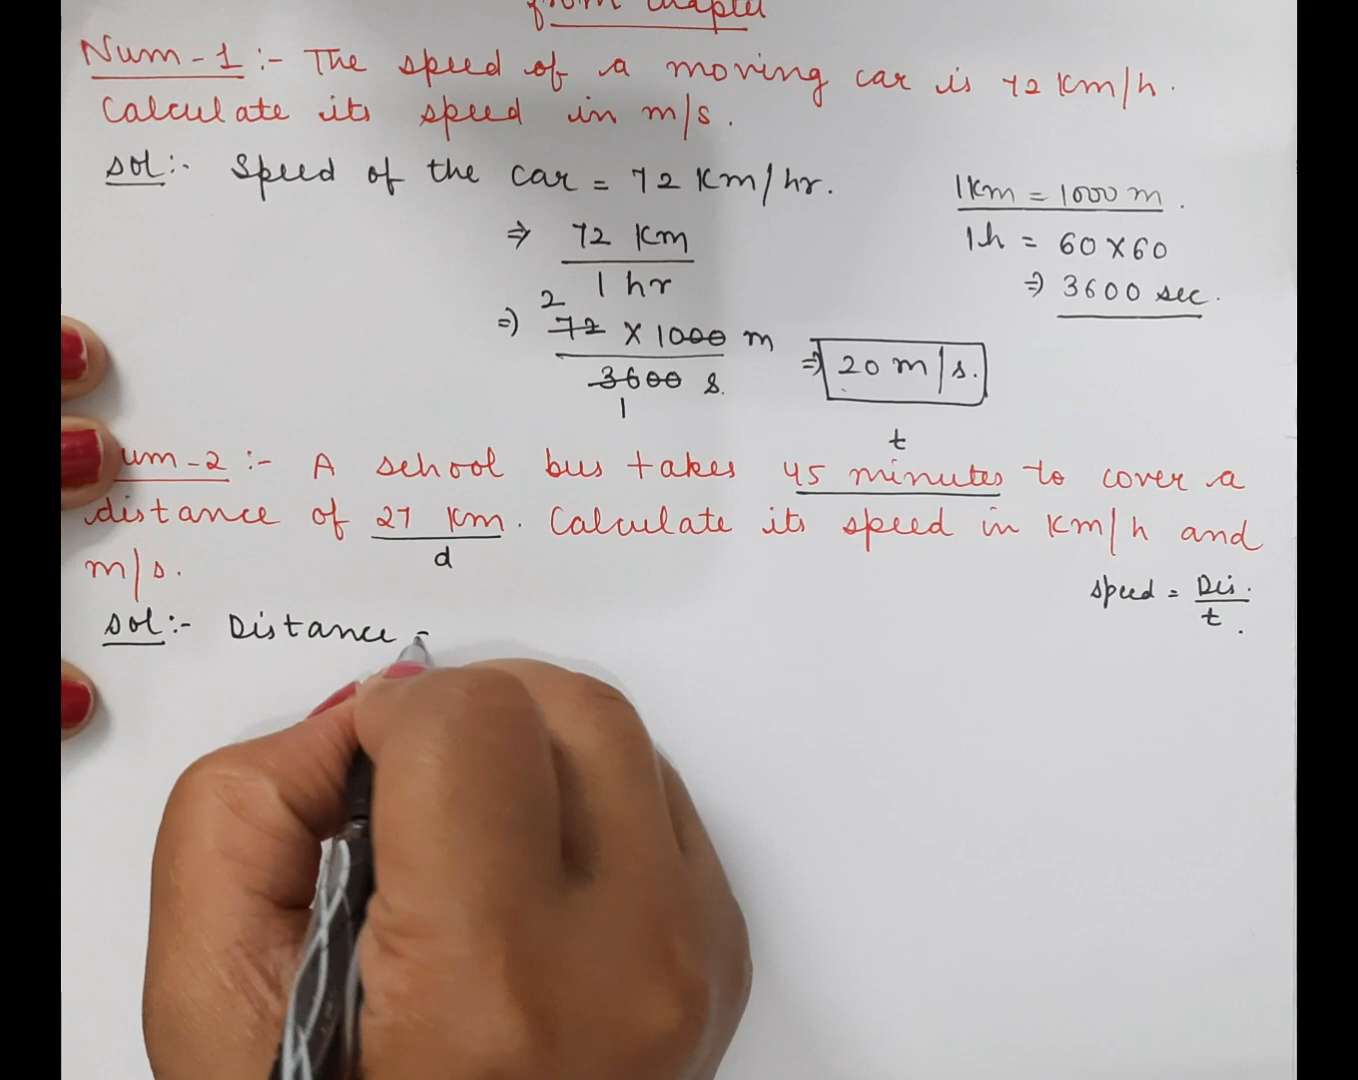 from chapter
Num-1 :- The speed of a moving car is 72 Km/h.
Calculate its speed in m/s.
Sol:- Speed of the car = 72 Km/hr.
1Km = 1000 m.
⇒ 72 Km
1 hr
1h = 60 X 60
⇒ 3600 sec.
2
⇒ 72 X 1000 m
3600 s.
1
⇒ 20 m/s.
t
um-2 :- A school bus takes 45 minutes to cover a
distance of 27 Km. Calculate its speed in Km/h and
d
m/s.
speed = Dis.
t.
Sol:- Distance =